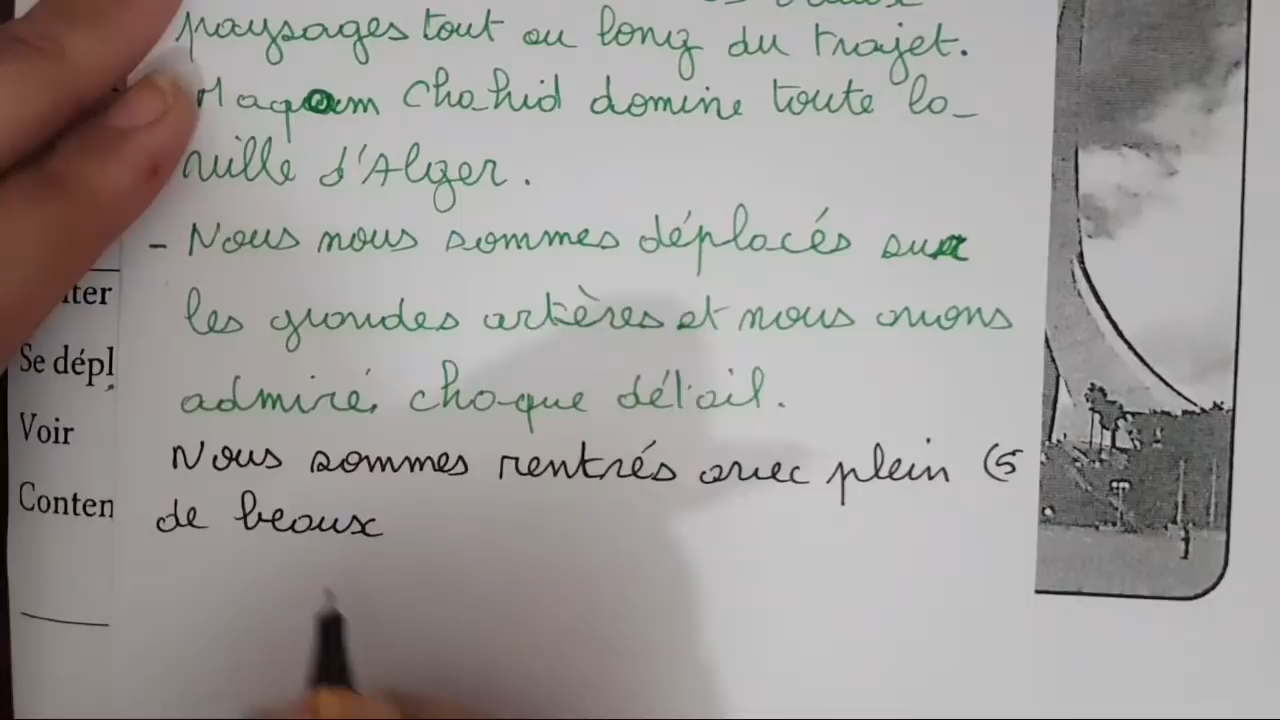 paysages tout au long du trajet.
Maqam Chahid domine toute la
ville d'Alger.
- Nous nous sommes déplacés sur
les grandes artères et nous avons
admiré chaque détail.
Nous sommes rentrés avec plein (5
de beaux
ter
Se dépl
Voir
Conten